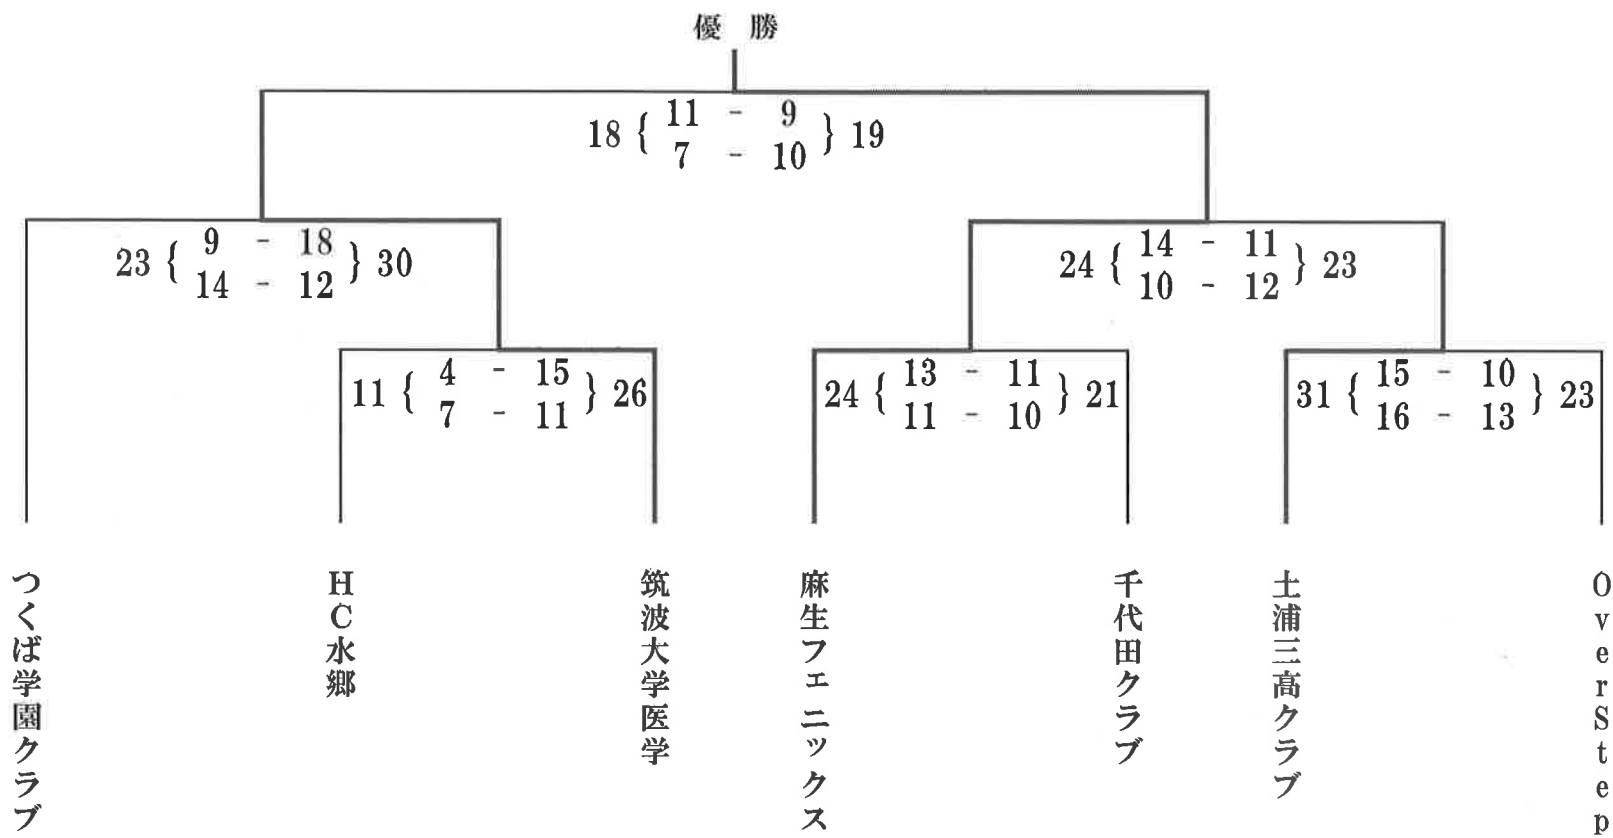 優 勝
18 { 11 - 9 } 19
7 - 10
23 { 9 - 18 } 30
14 - 12
24 { 14 - 11 } 23
10 - 12
11 { 4 - 15 } 26
7 - 11
24 { 13 - 11 } 21
11 - 10
31 { 15 - 10 } 23
16 - 13
つくば学園クラブ
HC水郷
筑波大学医学
麻生フェニックス
千代田クラブ
土浦三高クラブ
OverStep